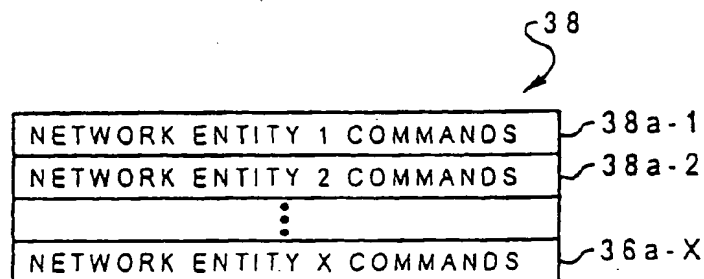 38
NETWORK ENTITY 1 COMMANDS 38a-1
NETWORK ENTITY 2 COMMANDS 38a-2
NETWORK ENTITY X COMMANDS 36a-X